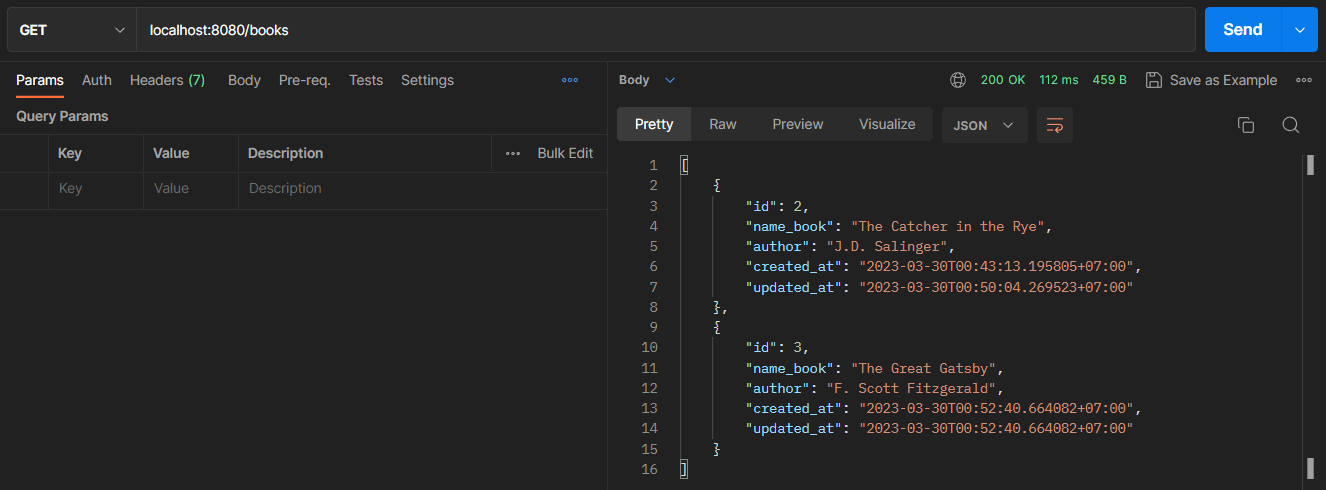 GET localhost:8080/books Send
Params Auth Headers (7) Body Pre-req. Tests Settings
Query Params
Key Value Description Bulk Edit
Key Value Description
Body 200 OK 112 ms 459 B Save as Example
Pretty Raw Preview Visualize JSON
1 [
2 {
3 "id": 2,
4 "name_book": "The Catcher in the Rye",
5 "author": "J.D. Salinger",
6 "created_at": "2023-03-30T00:43:13.195805+07:00",
7 "updated_at": "2023-03-30T00:50:04.269523+07:00"
8 },
9 {
10 "id": 3,
11 "name_book": "The Great Gatsby",
12 "author": "F. Scott Fitzgerald",
13 "created_at": "2023-03-30T00:52:40.664082+07:00",
14 "updated_at": "2023-03-30T00:52:40.664082+07:00"
15 }
16 ]